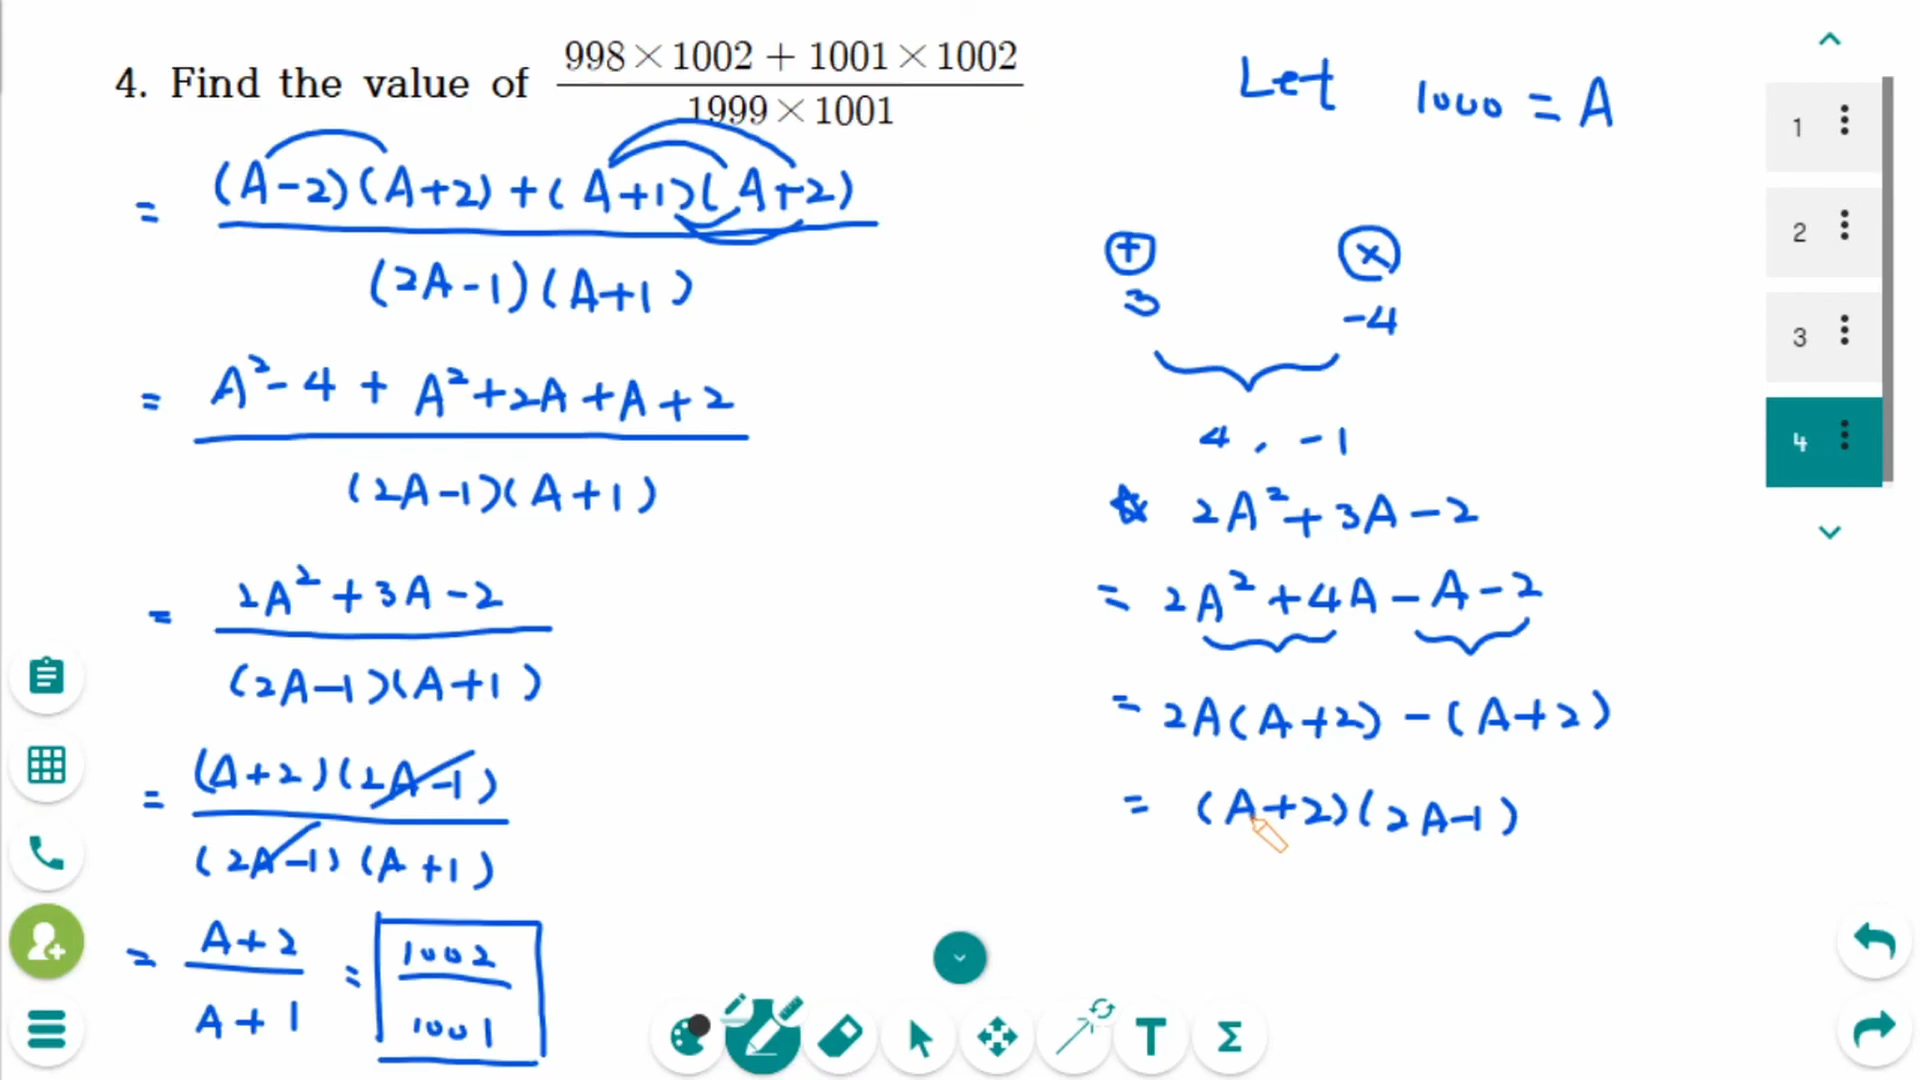 4. Find the value of (998×1002 + 1001×1002)/(1999×1001)
Let 1000 = A
= ((A-2)(A+2) + (A+1)(A+2))/((2A-1)(A+1))
= (A²-4 + A²+2A+A+2)/((2A-1)(A+1))
= (2A²+3A-2)/((2A-1)(A+1))
= ((A+2)(2A-1))/((2A-1)(A+1))
= (A+2)/(A+1) = 1002/1001
+ ×
3 -4
4, -1
☆ 2A²+3A-2
= 2A²+4A-A-2
= 2A(A+2)-(A+2)
= (A+2)(2A-1)
1
2
3
4
T Σ